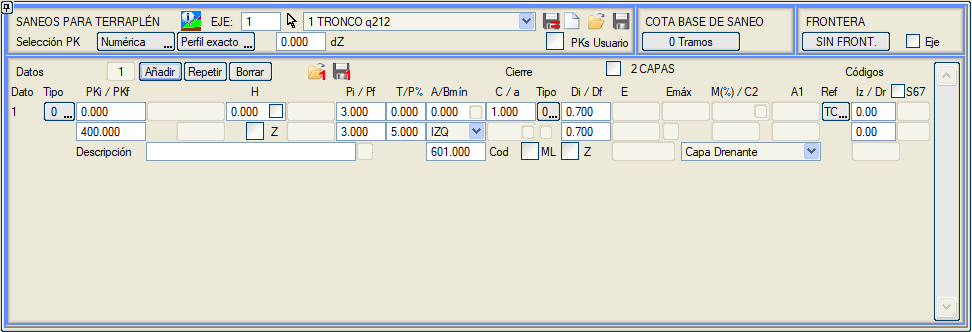 SANEOS PARA TERRAPLÉN EJE: 1 1 TRONCO q212 COTA BASE DE SANEO FRONTERA
Selección PK Numérica ... Perfil exacto ... 0.000 dZ PKs Usuario 0 Tramos SIN FRONT. Eje
Datos 1 Añadir Repetir Borrar 1 1 Cierre 2 CAPAS Códigos
Dato Tipo PKi / PKf H Pi / Pf T/P% A/Bmín C / a Tipo Di / Df E Emáx M(%) / C2 A1 Ref Iz / Dr S67
1 0 ... 0.000 0.000 3.000 0.000 0.000 1.000 0... 0.700 TC... 0.00
400.000 Z 3.000 5.000 IZQ 0.700 0.00
Descripción 601.000 Cod ML Z Capa Drenante